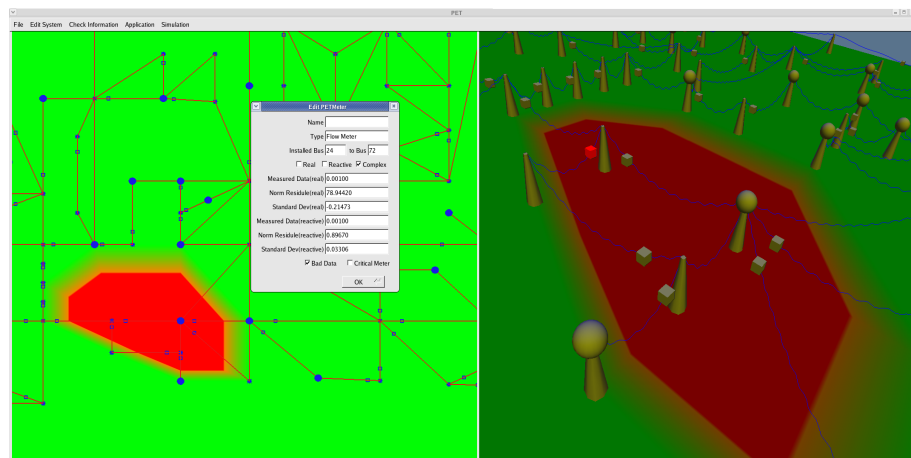 PET
File Edit System Check Information Application Simulation
Edit PETMeter
Name
Type Flow Meter
Installed Bus 24 to Bus 72
Real Reactive Complex
Measured Data(real) 0.00100
Norm Residule(real) 78.94420
Standard Dev(real) -0.21473
Measured Data(reactive) 0.00100
Norm Residule(reactive) 0.89670
Standard Dev(reactive) 0.03306
Bad Data Critical Meter
OK